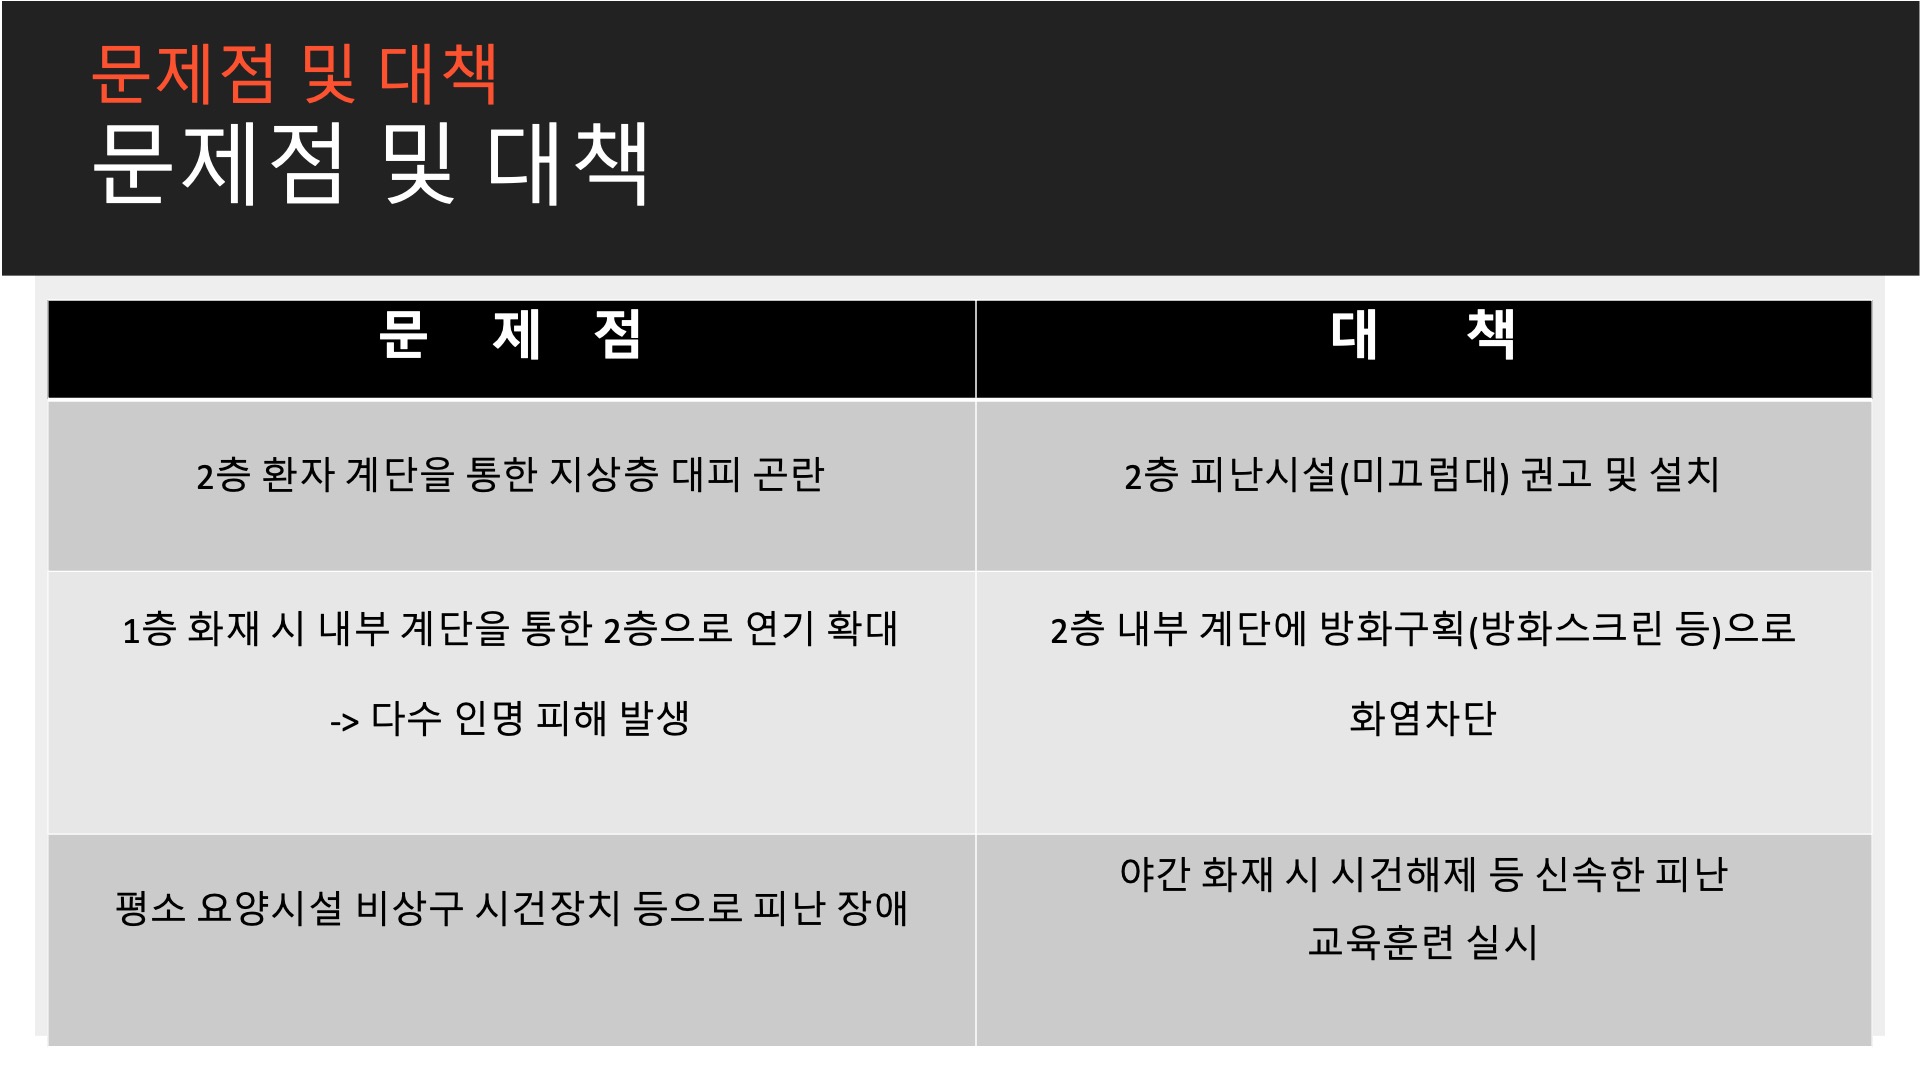 문제점 및 대책
문제점 및 대책
문 제 점
대 책
2층 환자 계단을 통한 지상층 대피 곤란
2층 피난시설(미끄럼대) 권고 및 설치
1층 화재 시 내부 계단을 통한 2층으로 연기 확대
-> 다수 인명 피해 발생
2층 내부 계단에 방화구획(방화스크린 등)으로
화염차단
평소 요양시설 비상구 시건장치 등으로 피난 장애
야간 화재 시 시건해제 등 신속한 피난
교육훈련 실시